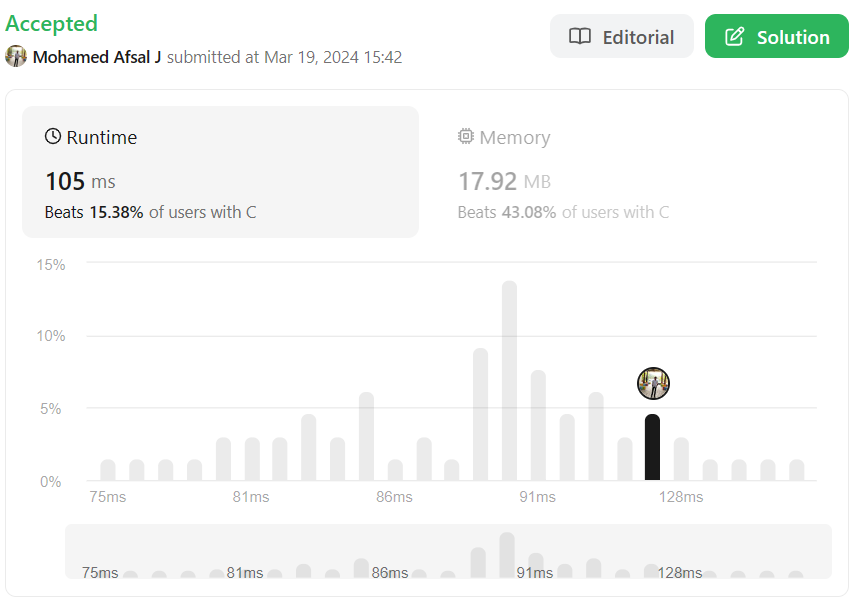 Accepted
Mohamed Afsal J submitted at Mar 19, 2024 15:42
Editorial
Solution
Runtime
105 ms
Beats 15.38% of users with C
Memory
17.92 MB
Beats 43.08% of users with C
15%
10%
5%
0%
75ms 81ms 86ms 91ms 128ms
75ms 81ms 86ms 91ms 128ms